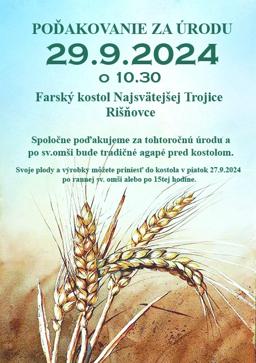 POĎAKOVANIE ZA ÚRODU
29.9.2024
o 10.30
Farský kostol Najsvätejšej Trojice
Rišňovce
Spoločne poďakujeme za tohtoročnú úrodu a
po sv.omši bude tradičné agapé pred kostolom.
Svoje plody a výrobky môžete priniesť do kostola v piatok 27.9.2024
po rannej sv. omši alebo po 15tej hodine.